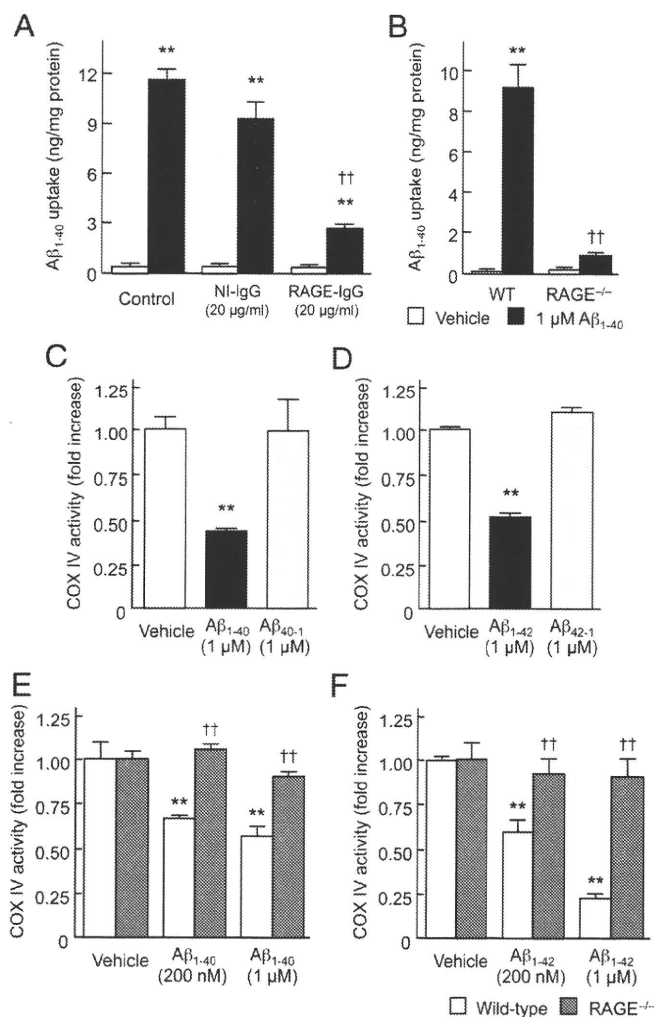 A
Aβ1-40 uptake (ng/mg protein)
12
9
6
3
0
**
**
††
**
Control
NI-IgG
(20 µg/ml)
RAGE-IgG
(20 µg/ml)
B
Aβ1-40 uptake (ng/mg protein)
10
8
6
4
2
0
**
††
WT
RAGE–/–
Vehicle
1 µM Aβ1-40
C
COX IV activity (fold increase)
1.25
1.00
0.75
0.50
0.25
0
**
Vehicle
Aβ1-40
(1 µM)
Aβ40-1
(1 µM)
D
COX IV activity (fold increase)
1.25
1.00
0.75
0.50
0.25
0
**
Vehicle
Aβ1-42
(1 µM)
Aβ42-1
(1 µM)
E
COX IV activity (fold increase)
1.25
1.00
0.75
0.50
0.25
0
††
**
††
**
Vehicle
Aβ1-40
(200 nM)
Aβ1-40
(1 µM)
F
COX IV activity (fold increase)
1.25
1.00
0.75
0.50
0.25
0
††
**
††
**
Vehicle
Aβ1-42
(200 nM)
Aβ1-42
(1 µM)
Wild-type
RAGE–/–